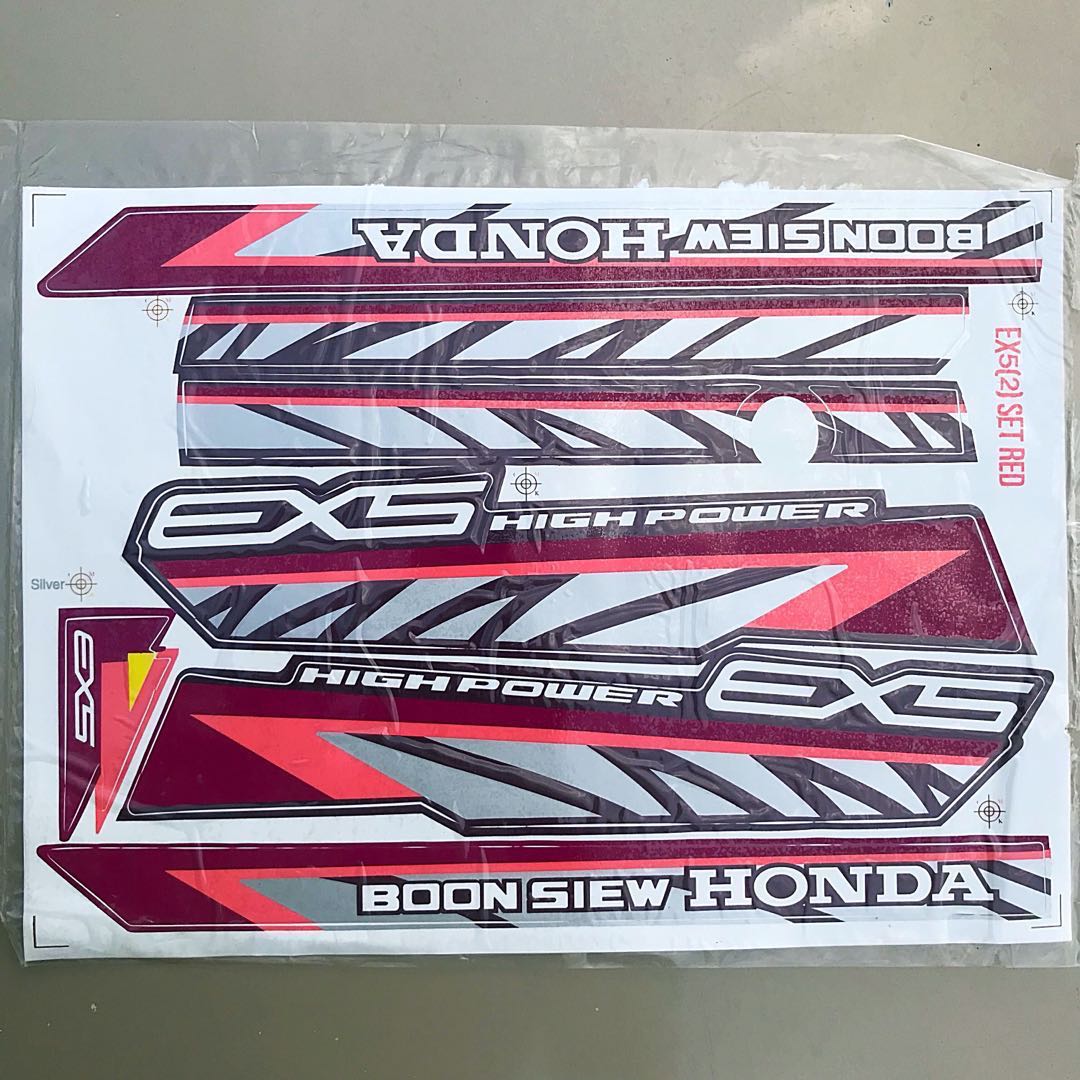 BOON SIEW HONDA
EX5(2) SET RED
EX5 HIGH POWER
Silver
EX5
HIGH POWER EX5
BOON SIEW HONDA